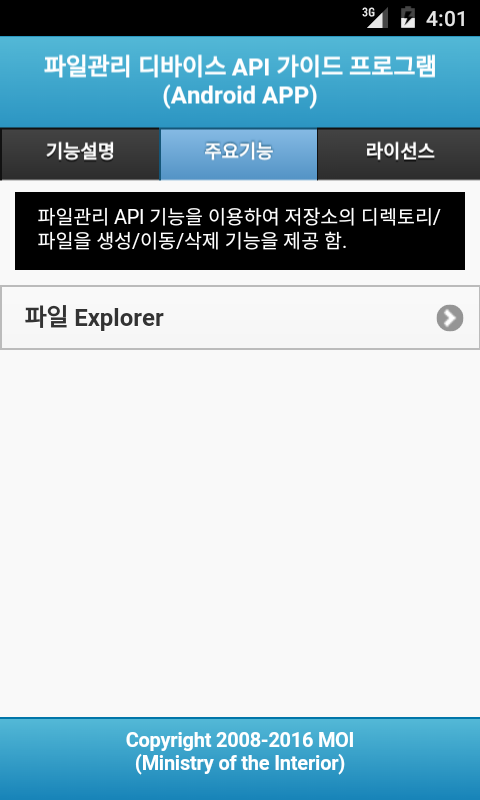 3G 4:01
파일관리 디바이스 API 가이드 프로그램
(Android APP)
기능설명 주요기능 라이선스
파일관리 API 기능을 이용하여 저장소의 디렉토리/
파일을 생성/이동/삭제 기능을 제공 함.
파일 Explorer
Copyright 2008-2016 MOI
(Ministry of the Interior)